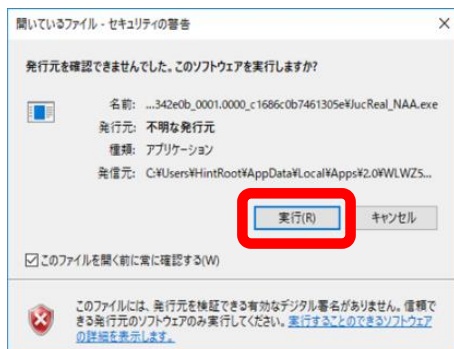 開いているファイル - セキュリティの警告
発行元を確認できませんでした。このソフトウェアを実行しますか?
名前: ...342e0b_0001.0000_c1686c0b7461305e¥JucReal_NAA.exe
発行元: 不明な発行元
種類: アプリケーション
発信元: C:¥Users¥HintRoot¥AppData¥Local¥Apps¥2.0¥WLWZ5...
実行(R) キャンセル
このファイルを開く前に常に確認する(W)
このファイルには、発行元を検証できる有効なデジタル署名がありません。信頼で
きる発行元のソフトウェアのみ実行してください。実行することのできるソフトウェア
の詳細を表示します。